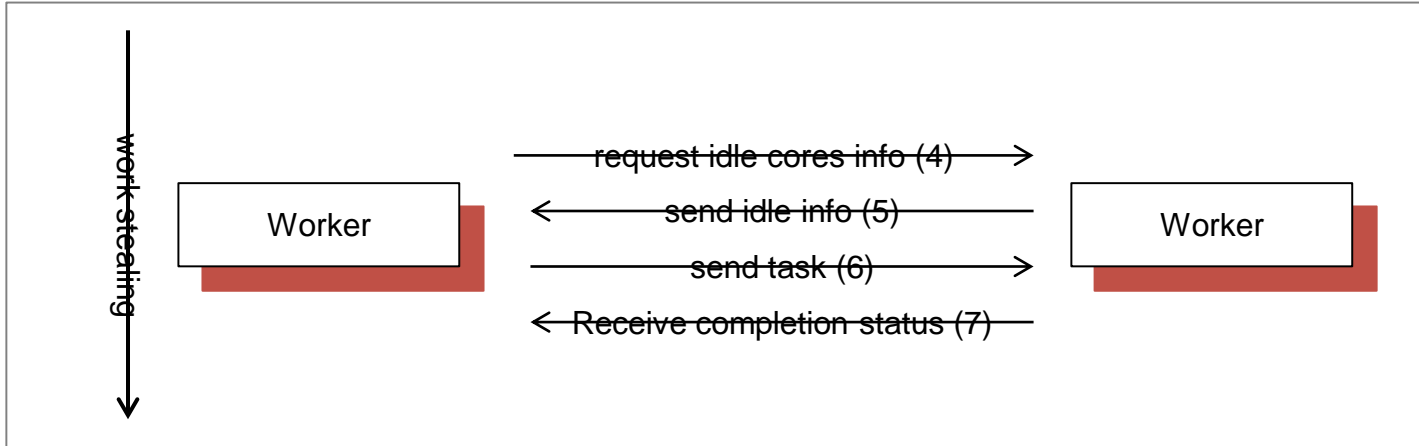 work stealing
request idle cores info (4)
send idle info (5)
Worker
Worker
send task (6)
Receive completion status (7)